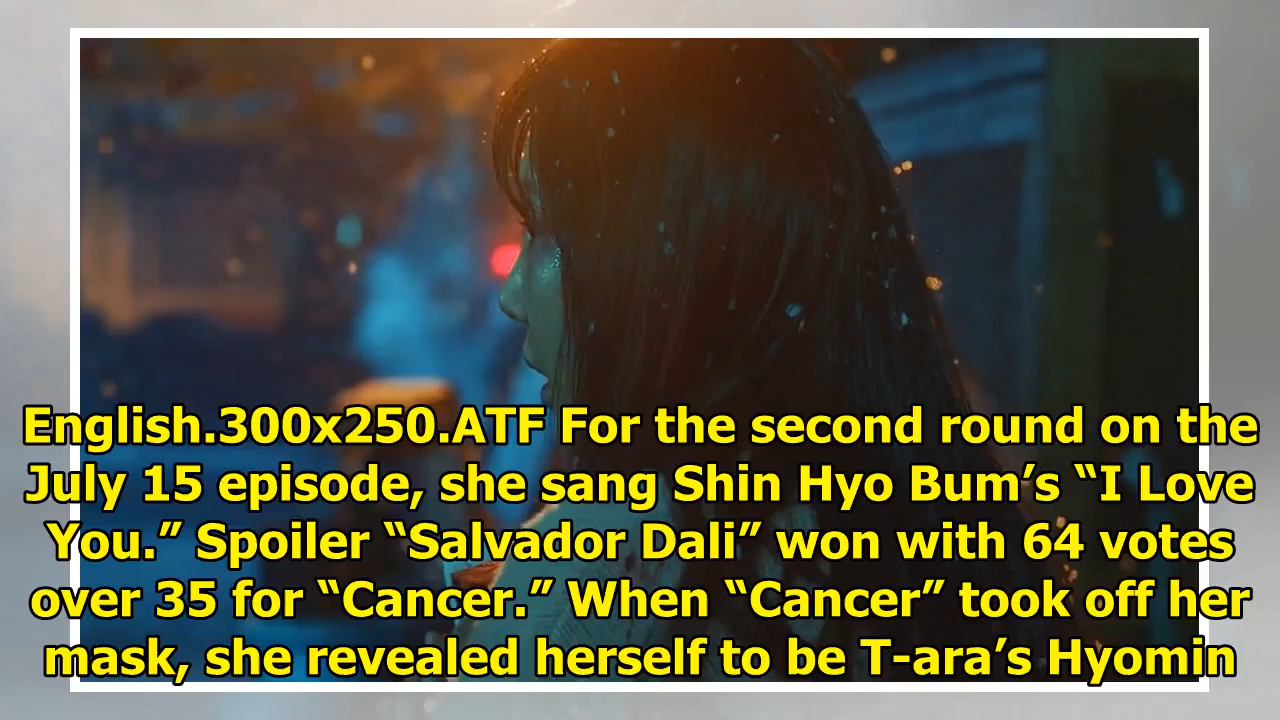 English.300x250.ATF For the second round on the
July 15 episode, she sang Shin Hyo Bum’s “I Love
You.” Spoiler “Salvador Dali” won with 64 votes
over 35 for “Cancer.” When “Cancer” took off her
mask, she revealed herself to be T-ara’s Hyomin